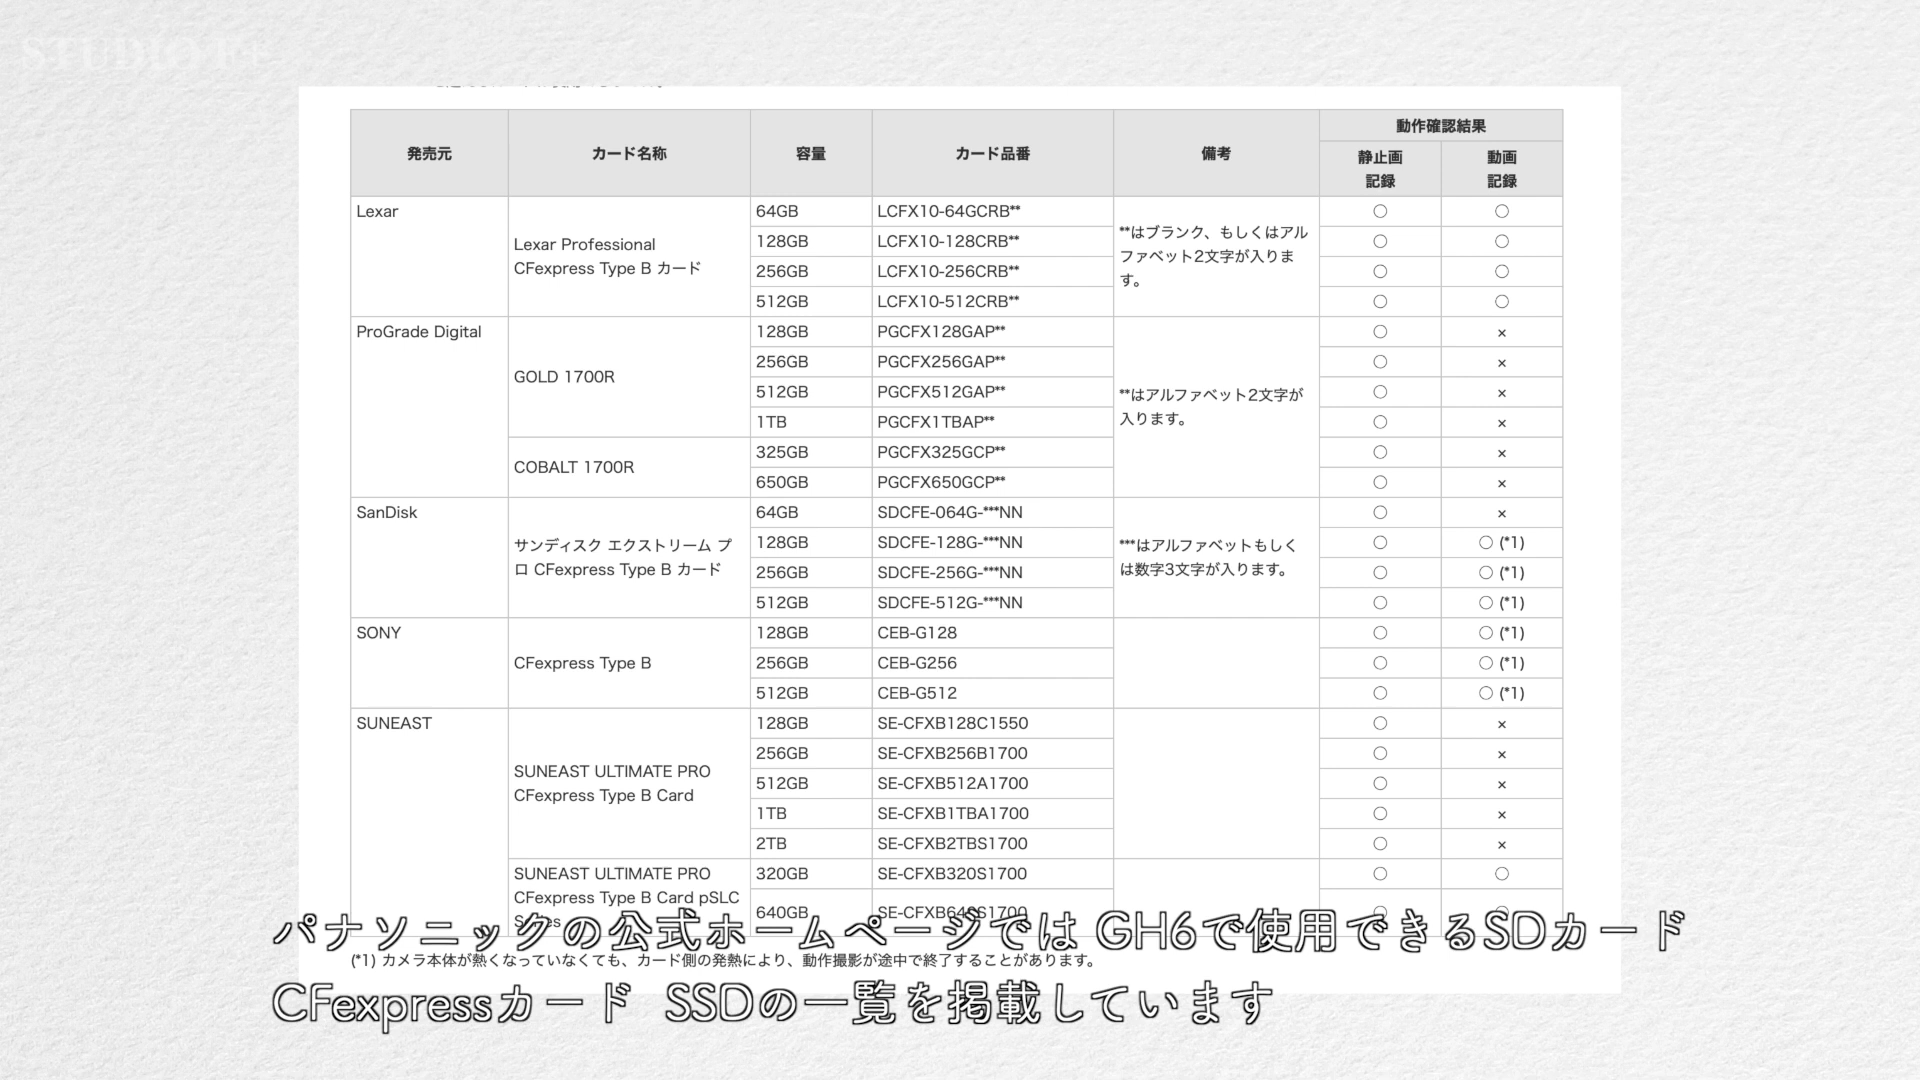 STUDIO F+
発売元 カード名称 容量 カード品番 備考 動作確認結果
静止画 動画
記録 記録
Lexar
Lexar Professional
CFexpress Type B カード
64GB LCFX10-64GCRB** ○ ○
128GB LCFX10-128CRB** ○ ○
256GB LCFX10-256CRB** ○ ○
512GB LCFX10-512CRB** ○ ○
**はブランク、もしくはアル
ファベット2文字が入りま
す。
ProGrade Digital
GOLD 1700R
128GB PGCFX128GAP** ○ ×
256GB PGCFX256GAP** ○ ×
512GB PGCFX512GAP** ○ ×
1TB PGCFX1TBAP** ○ ×
COBALT 1700R
325GB PGCFX325GCP** ○ ×
650GB PGCFX650GCP** ○ ×
**はアルファベット2文字が
入ります。
SanDisk
サンディスク エクストリーム プ
ロ CFexpress Type B カード
64GB SDCFE-064G-***NN ○ ×
128GB SDCFE-128G-***NN ○ ○ (*1)
256GB SDCFE-256G-***NN ○ ○ (*1)
512GB SDCFE-512G-***NN ○ ○ (*1)
***はアルファベットもしく
は数字3文字が入ります。
SONY
CFexpress Type B
128GB CEB-G128 ○ ○ (*1)
256GB CEB-G256 ○ ○ (*1)
512GB CEB-G512 ○ ○ (*1)
SUNEAST
SUNEAST ULTIMATE PRO
CFexpress Type B Card
128GB SE-CFXB128C1550 ○ ×
256GB SE-CFXB256B1700 ○ ×
512GB SE-CFXB512A1700 ○ ×
1TB SE-CFXB1TBA1700 ○ ×
2TB SE-CFXB2TBS1700 ○ ×
SUNEAST ULTIMATE PRO
CFexpress Type B Card pSLC
Series
320GB SE-CFXB320S1700 ○ ○
640GB SE-CFXB640S1700 ○ ○
(*1) カメラ本体が熱くなっていなくても、カード側の発熱により、動作撮影が途中で終了することがあります。
パナソニックの公式ホームページでは GH6で使用できるSDカード
CFexpressカード SSDの一覧を掲載しています